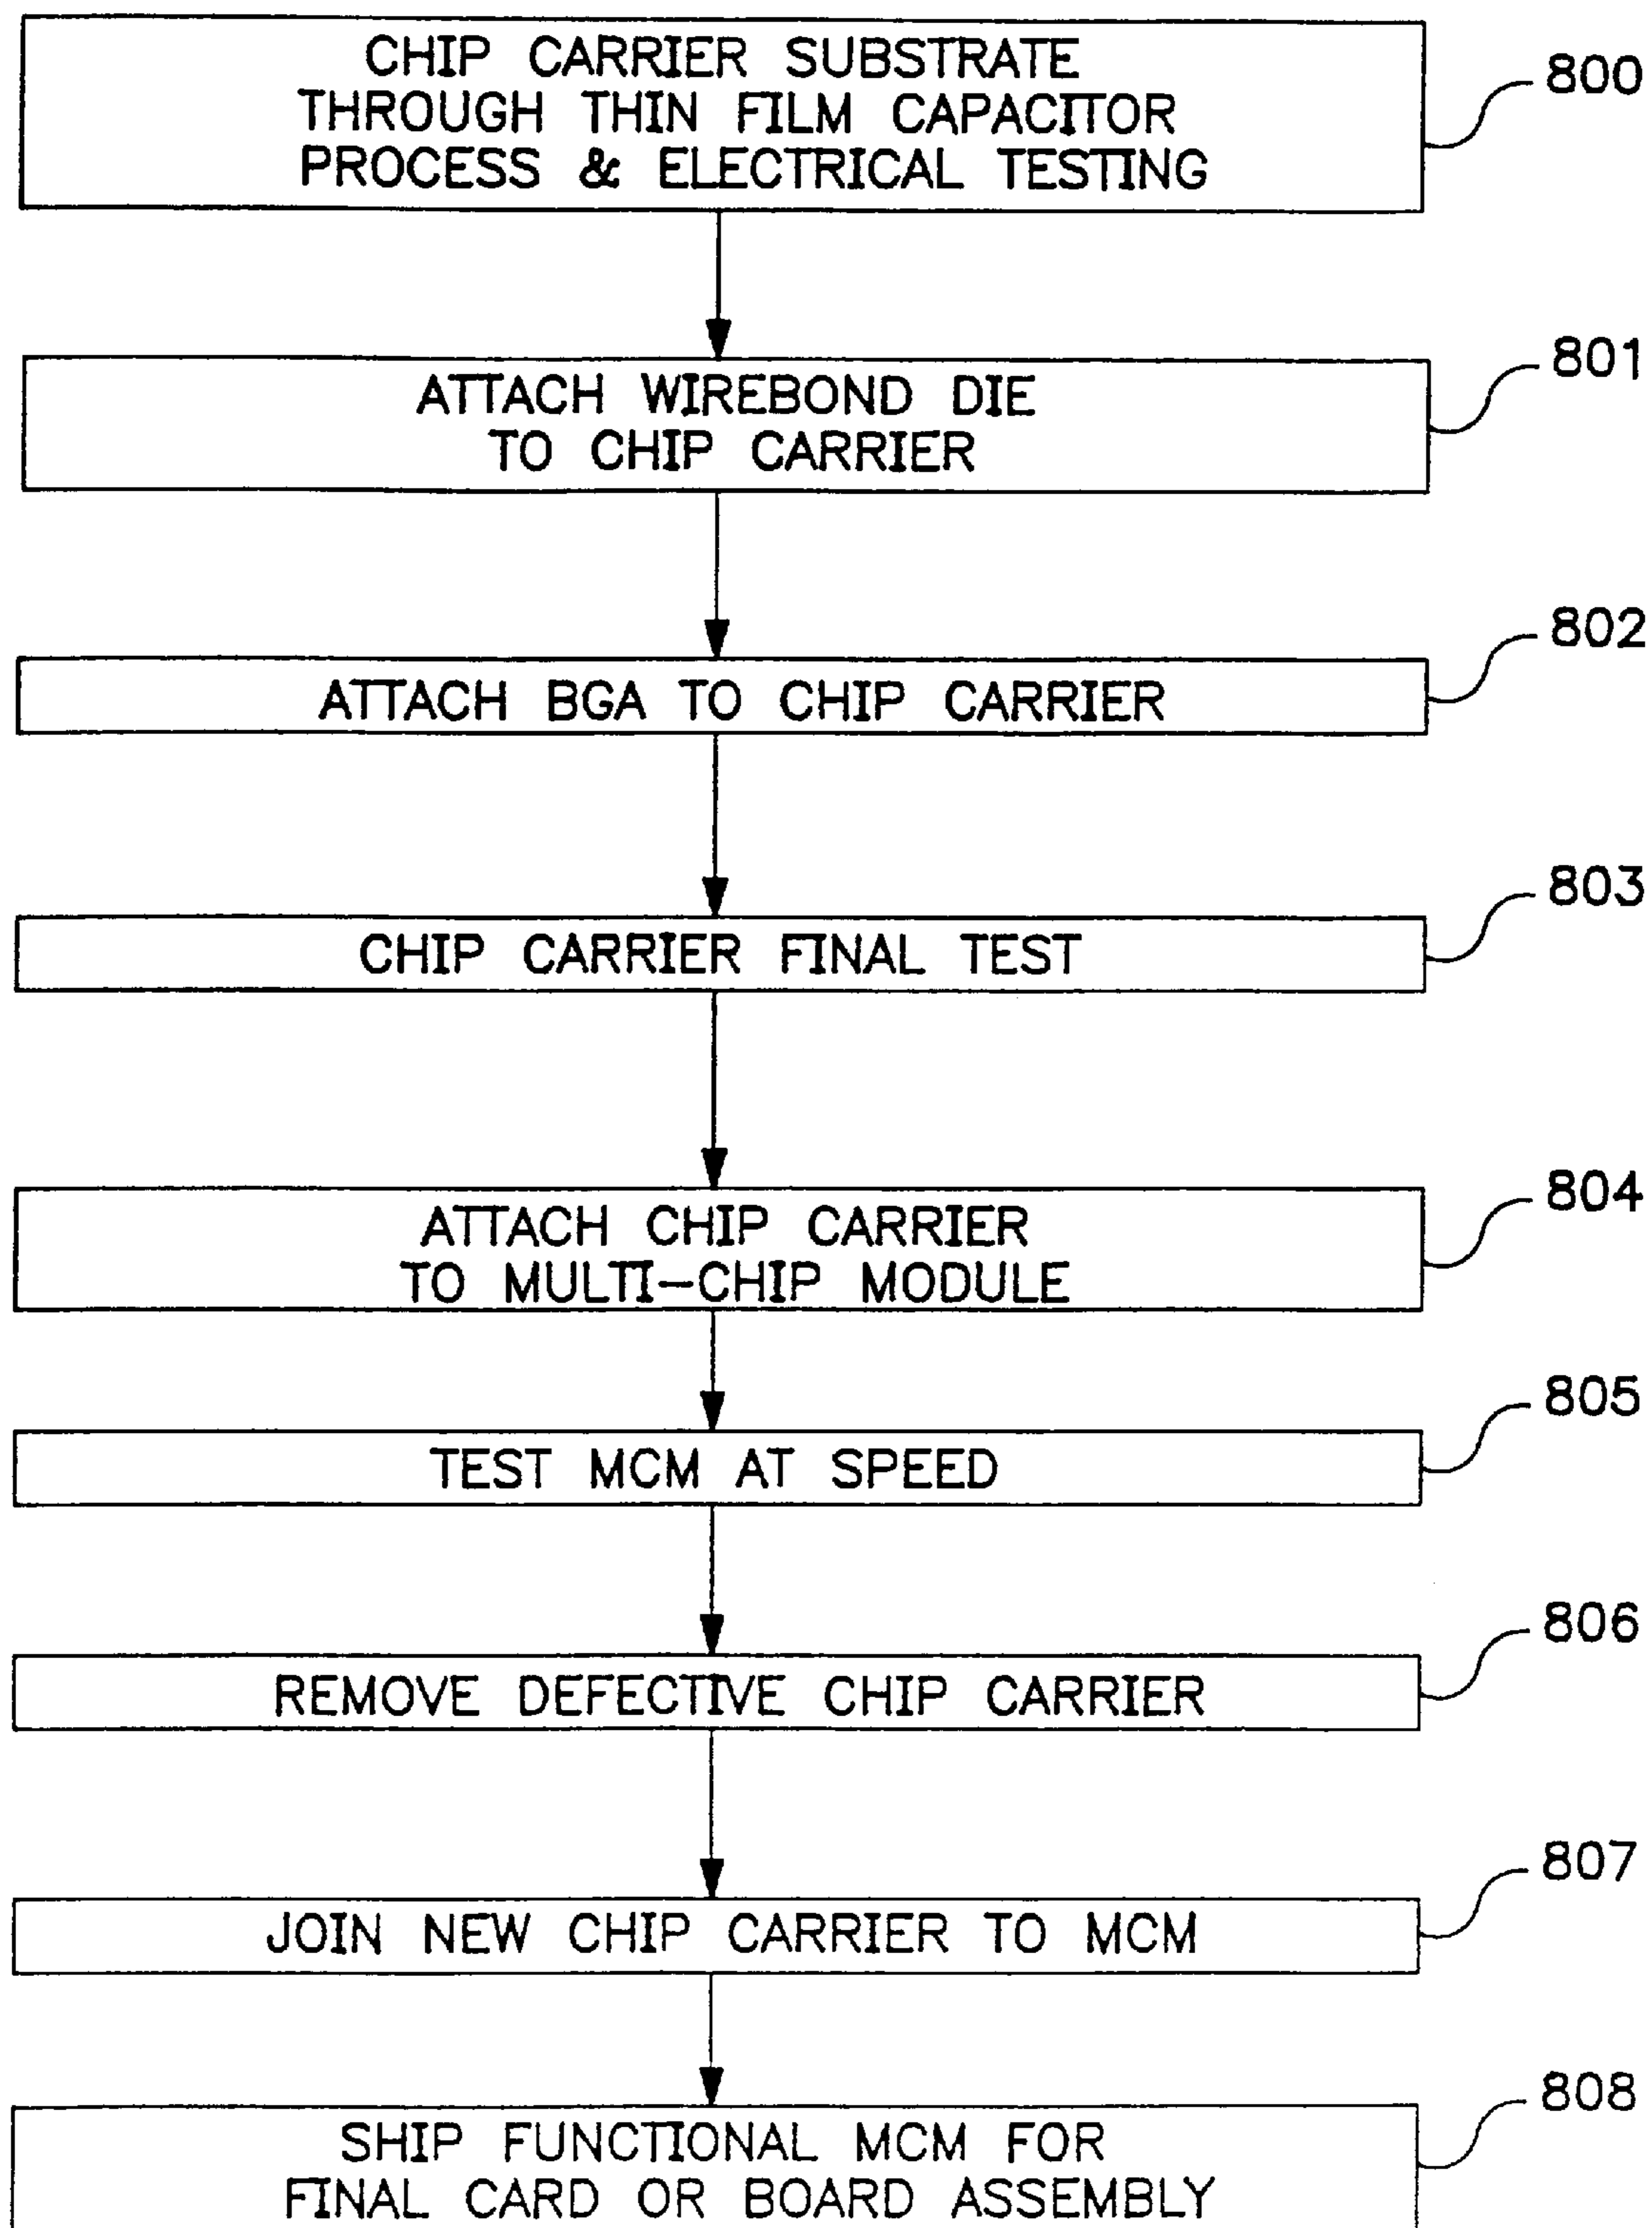 CHIP CARRIER SUBSTRATE
THROUGH THIN FILM CAPACITOR
PROCESS & ELECTRICAL TESTING
800
ATTACH WIREBOND DIE
TO CHIP CARRIER
801
ATTACH BGA TO CHIP CARRIER
802
CHIP CARRIER FINAL TEST
803
ATTACH CHIP CARRIER
TO MULTI-CHIP MODULE
804
TEST MCM AT SPEED
805
REMOVE DEFECTIVE CHIP CARRIER
806
JOIN NEW CHIP CARRIER TO MCM
807
SHIP FUNCTIONAL MCM FOR
FINAL CARD OR BOARD ASSEMBLY
808